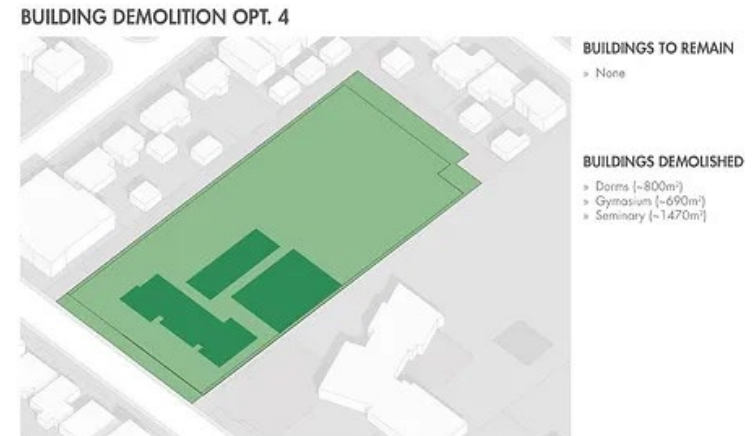 BUILDING DEMOLITION OPT. 4
BUILDINGS TO REMAIN
» None
BUILDINGS DEMOLISHED
» Dorms (~800m²)
» Gymasium (~690m²)
» Seminary (~1470m²)